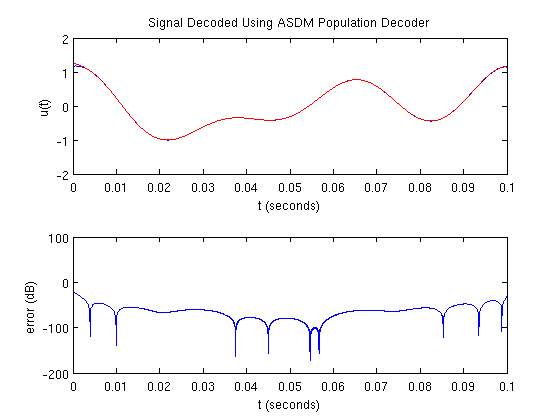 Signal Decoded Using ASDM Population Decoder
2
1
0
-1
-2
u(t)
0 0.01 0.02 0.03 0.04 0.05 0.06 0.07 0.08 0.09 0.1
t (seconds)
100
0
-100
-200
error (dB)
0 0.01 0.02 0.03 0.04 0.05 0.06 0.07 0.08 0.09 0.1
t (seconds)